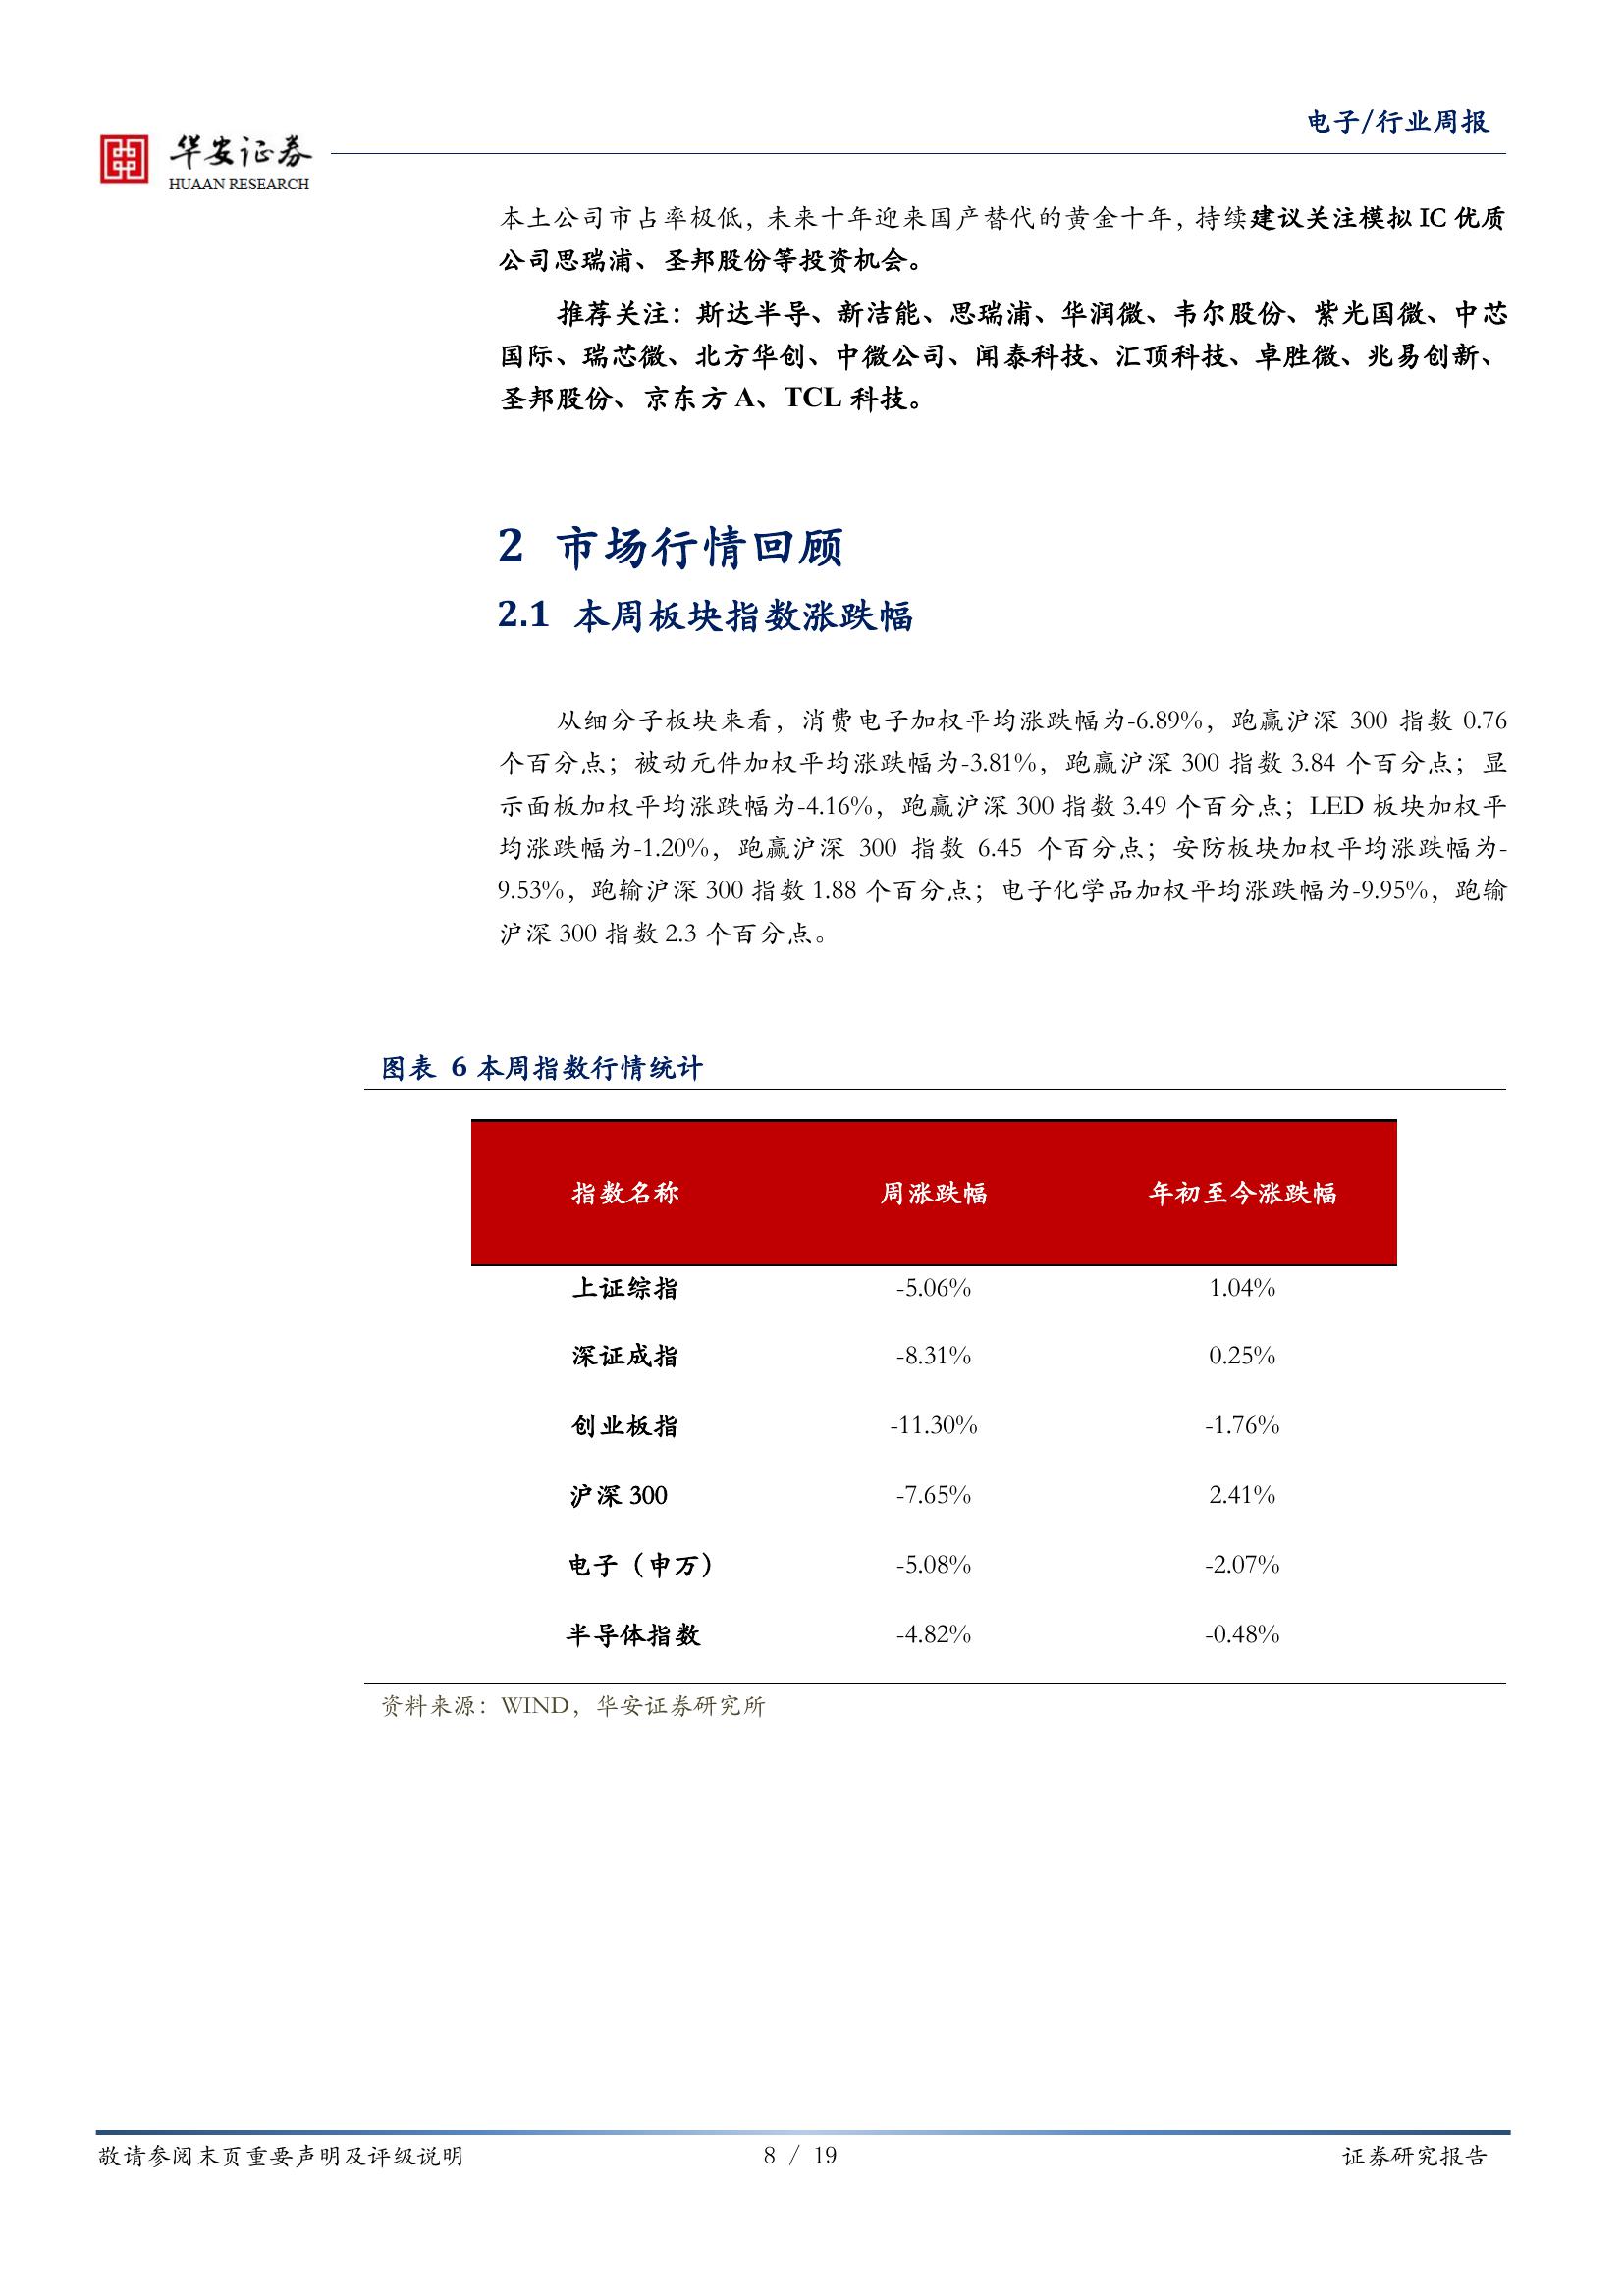 电子/行业周报
华安证券
HUAAN RESEARCH
本土公司市占率极低，未来十年迎来国产替代的黄金十年，持续建议关注模拟 IC 优质
公司思瑞浦、圣邦股份等投资机会。
推荐关注：斯达半导、新洁能、思瑞浦、华润微、韦尔股份、紫光国微、中芯
国际、瑞芯微、北方华创、中微公司、闻泰科技、汇顶科技、卓胜微、兆易创新、
圣邦股份、京东方 A、TCL 科技。
2 市场行情回顾
2.1 本周板块指数涨跌幅
从细分子板块来看，消费电子加权平均涨跌幅为-6.89%，跑赢沪深 300 指数 0.76
个百分点；被动元件加权平均涨跌幅为-3.81%，跑赢沪深 300 指数 3.84 个百分点；显
示面板加权平均涨跌幅为-4.16%，跑赢沪深 300 指数 3.49 个百分点；LED 板块加权平
均涨跌幅为-1.20%，跑赢沪深 300 指数 6.45 个百分点；安防板块加权平均涨跌幅为-
9.53%，跑输沪深 300 指数 1.88 个百分点；电子化学品加权平均涨跌幅为-9.95%，跑输
沪深 300 指数 2.3 个百分点。
图表 6 本周指数行情统计
指数名称 周涨跌幅 年初至今涨跌幅
上证综指 -5.06% 1.04%
深证成指 -8.31% 0.25%
创业板指 -11.30% -1.76%
沪深 300 -7.65% 2.41%
电子（申万） -5.08% -2.07%
半导体指数 -4.82% -0.48%
资料来源：WIND，华安证券研究所
敬请参阅末页重要声明及评级说明 8 / 19 证券研究报告